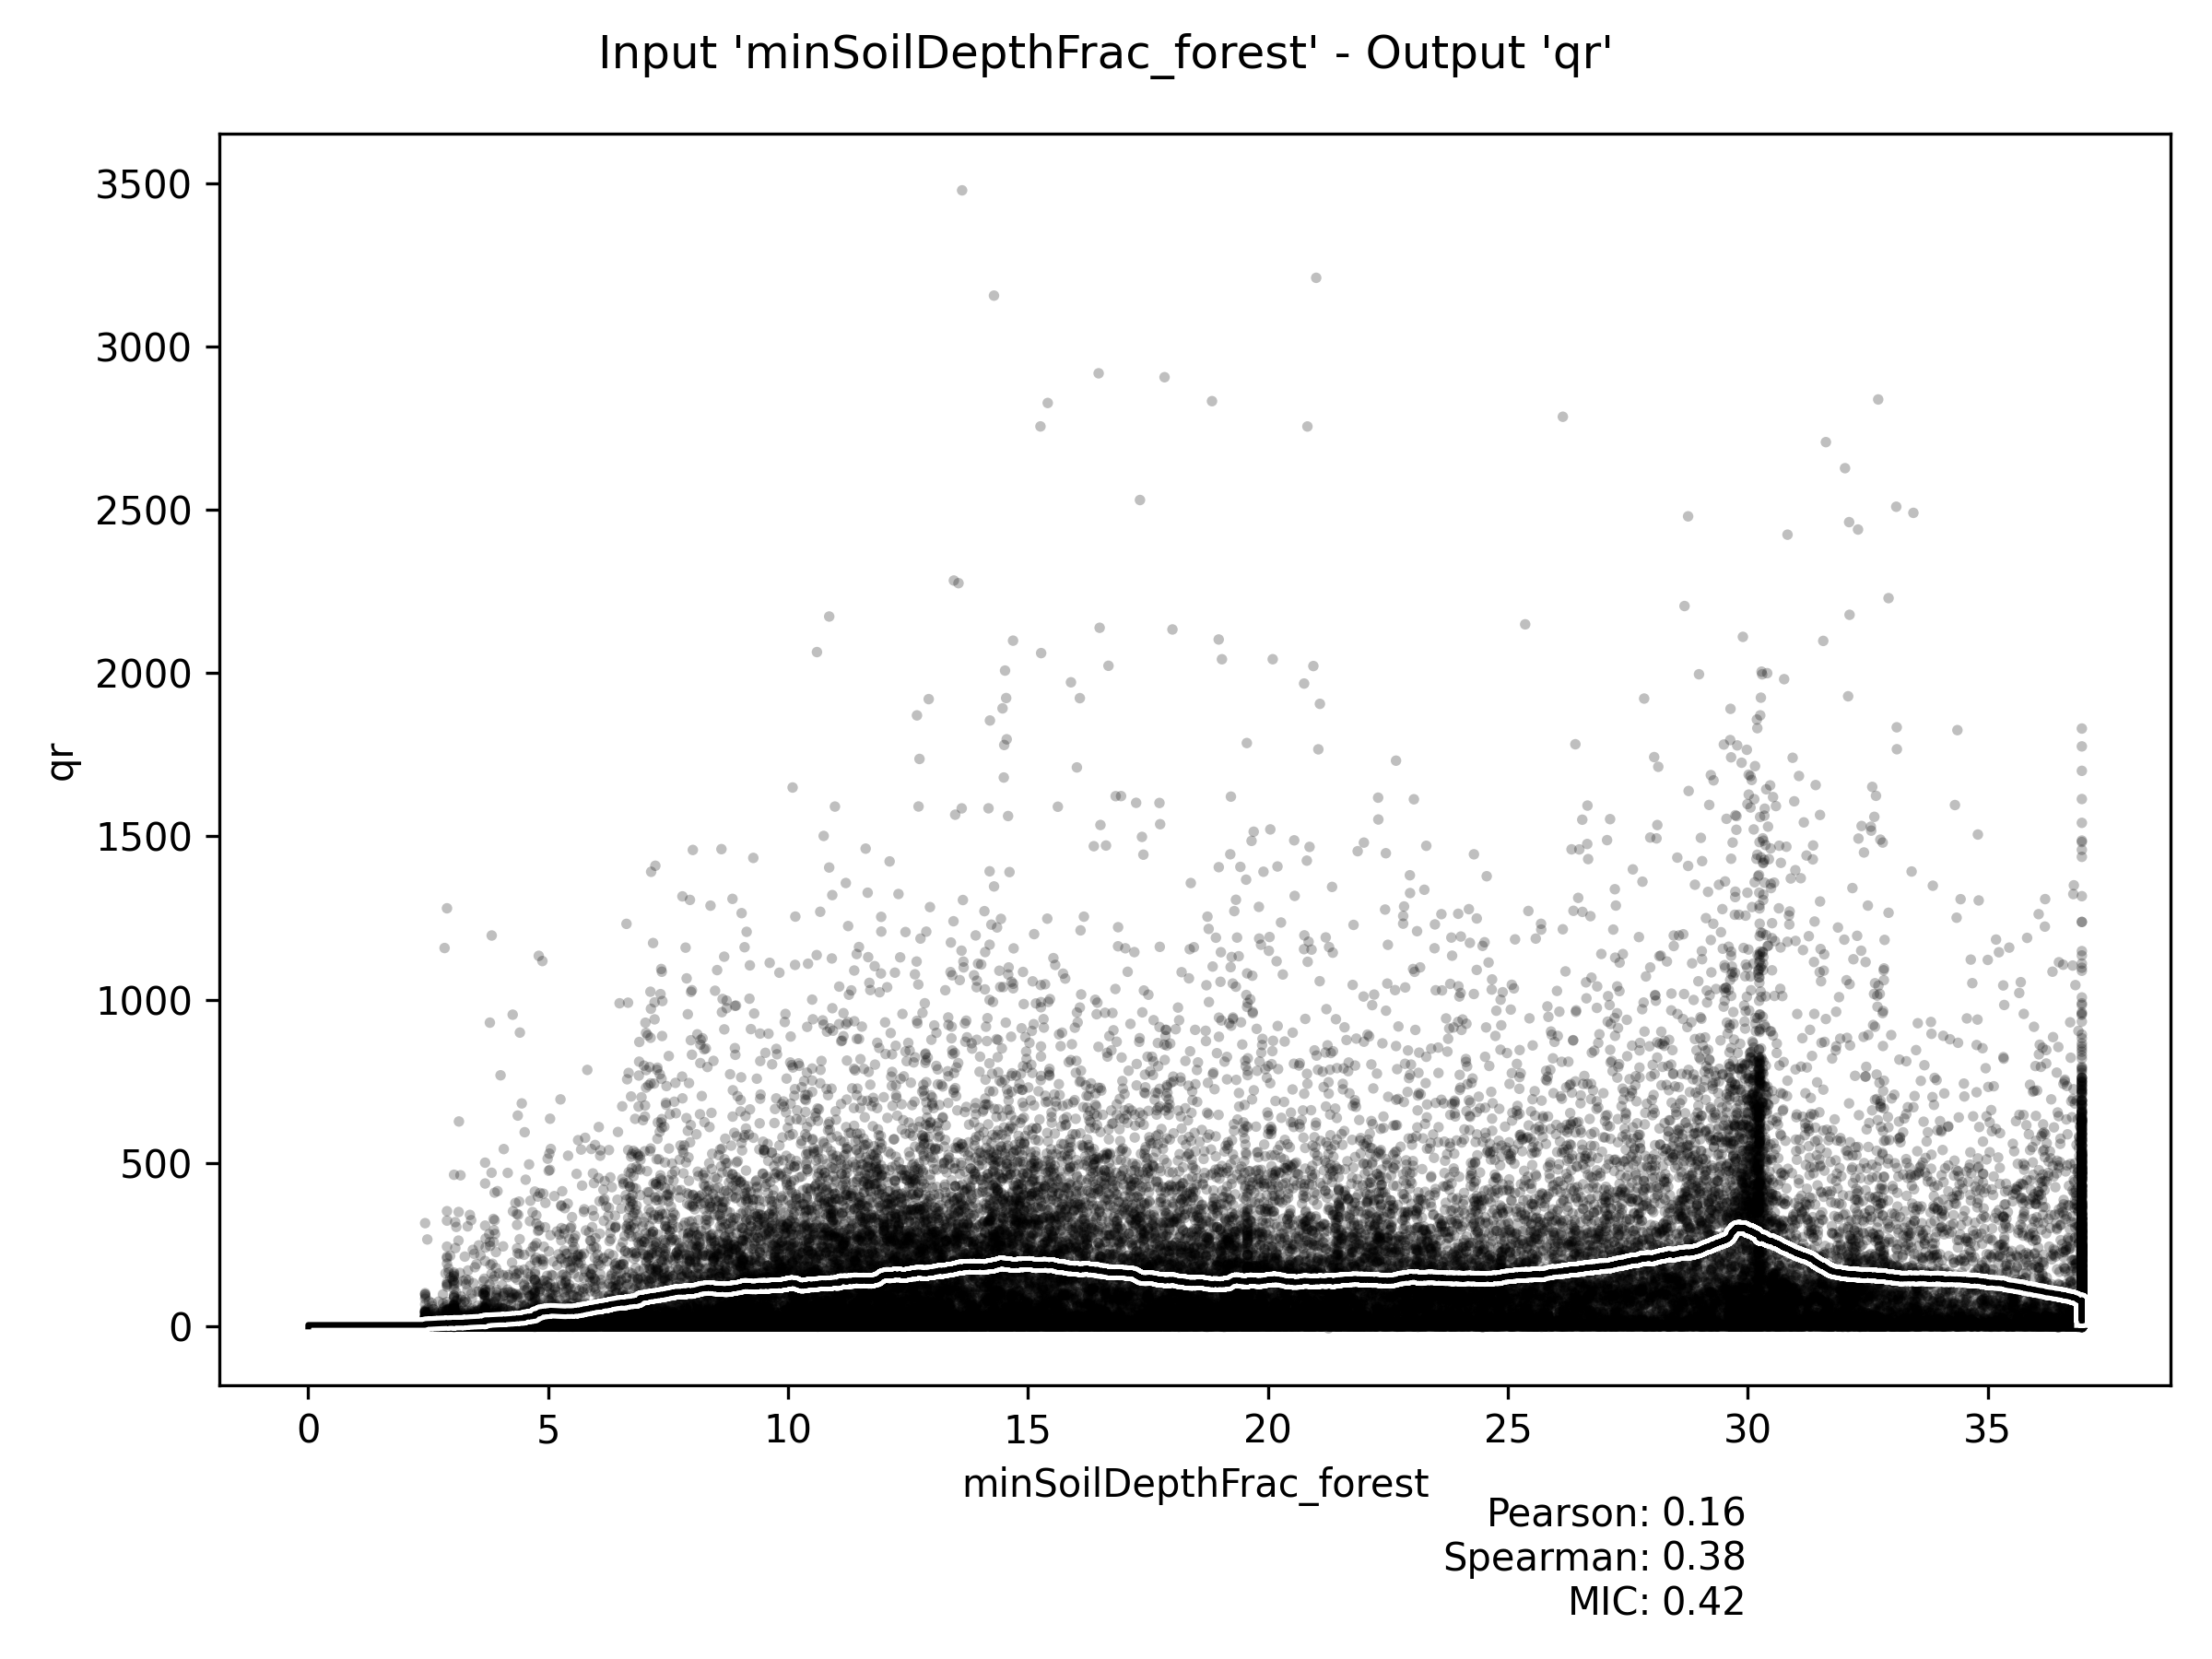 Input 'minSoilDepthFrac_forest' - Output 'qr'
3500
3000
2500
2000
1500
1000
500
0
qr
0 5 10 15 20 25 30 35
minSoilDepthFrac_forest
Pearson: 0.16
Spearman: 0.38
MIC: 0.42